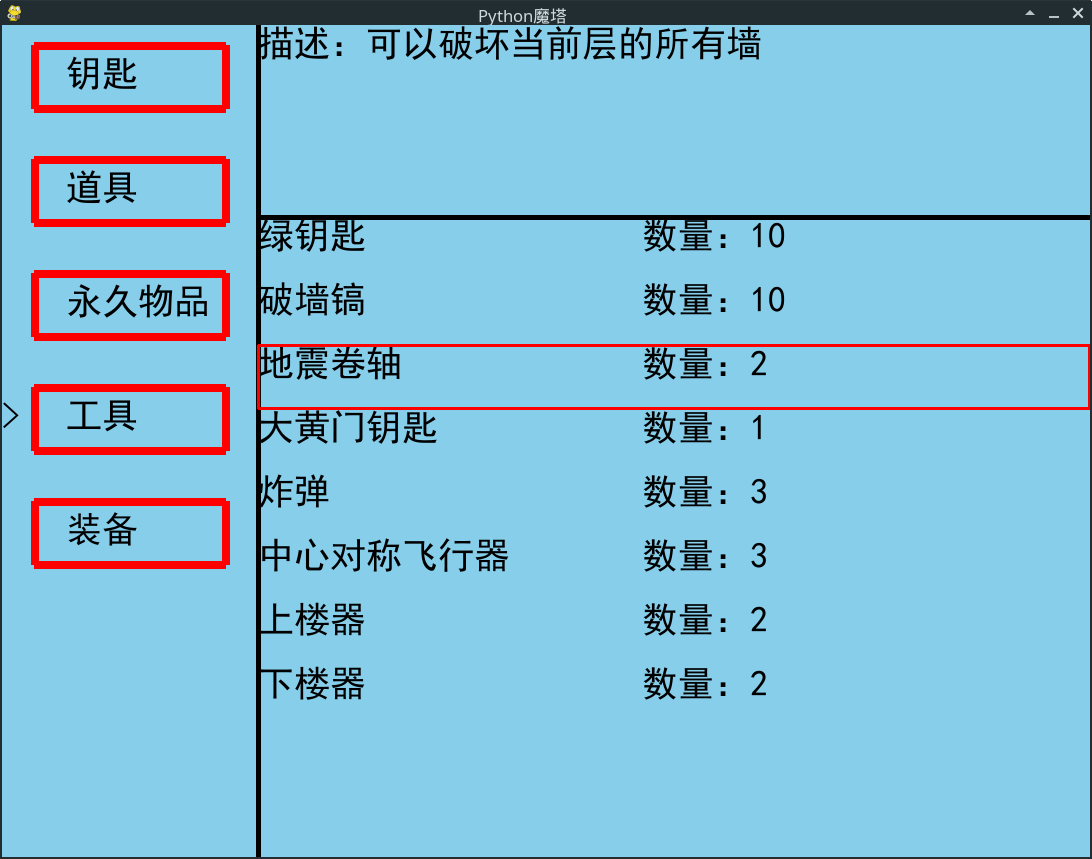 Python魔塔
钥匙
道具
永久物品
>
工具
装备
描述：可以破坏当前层的所有墙
绿钥匙 数量：10
破墙镐 数量：10
地震卷轴 数量：2
大黄门钥匙 数量：1
炸弹 数量：3
中心对称飞行器 数量：3
上楼器 数量：2
下楼器 数量：2